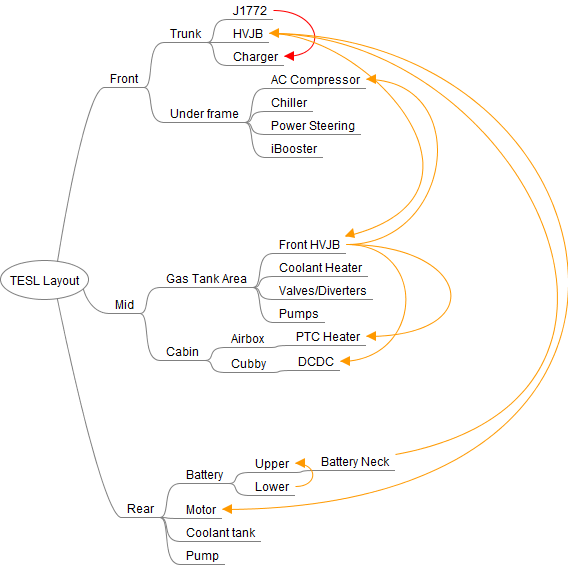 TESL Layout
Front
Trunk
J1772
HVJB
Charger
Under frame
AC Compressor
Chiller
Power Steering
iBooster
Mid
Gas Tank Area
Front HVJB
Coolant Heater
Valves/Diverters
Pumps
Cabin
Airbox
PTC Heater
Cubby
DCDC
Rear
Battery
Upper
Battery Neck
Lower
Motor
Coolant tank
Pump